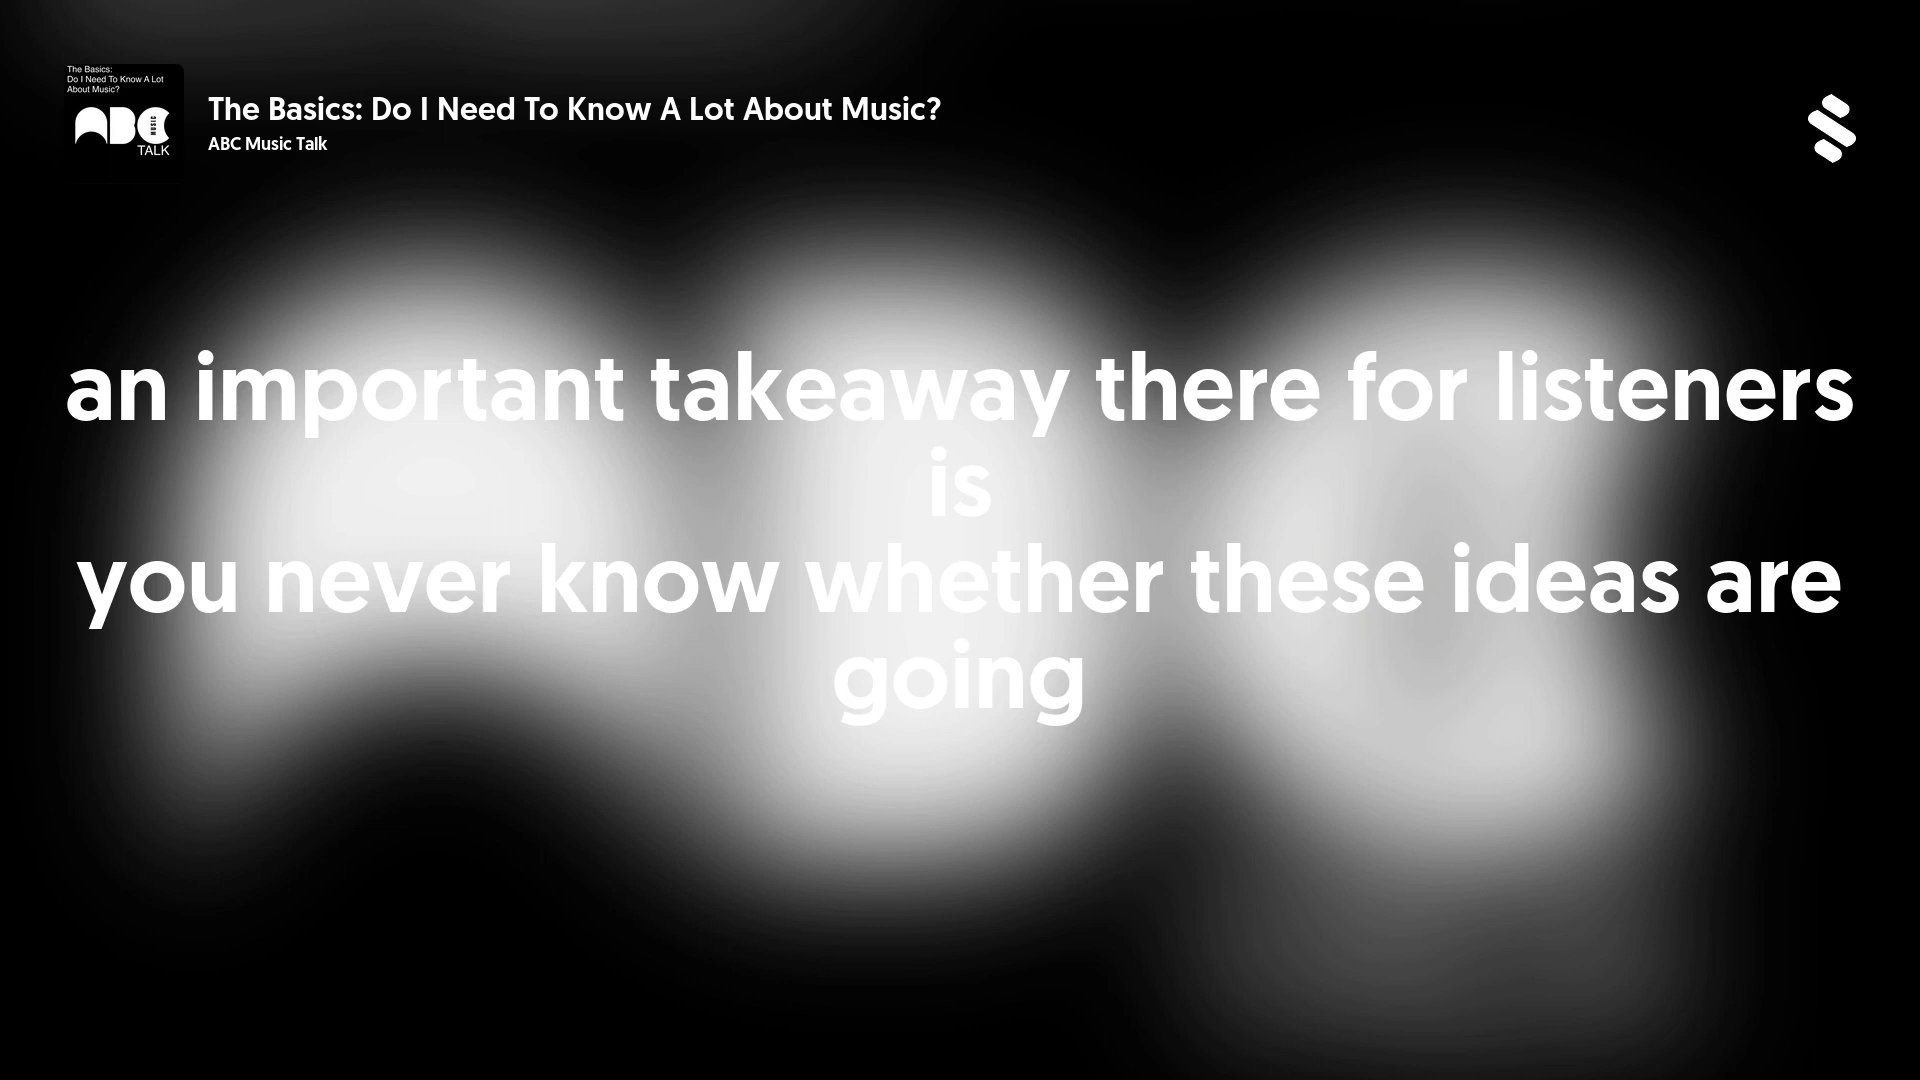 The Basics:
Do I Need To Know A Lot
About Music?
ABC
MUSIC
TALK
The Basics: Do I Need To Know A Lot About Music?
ABC Music Talk
an important takeaway there for listeners
is
you never know whether these ideas are
going